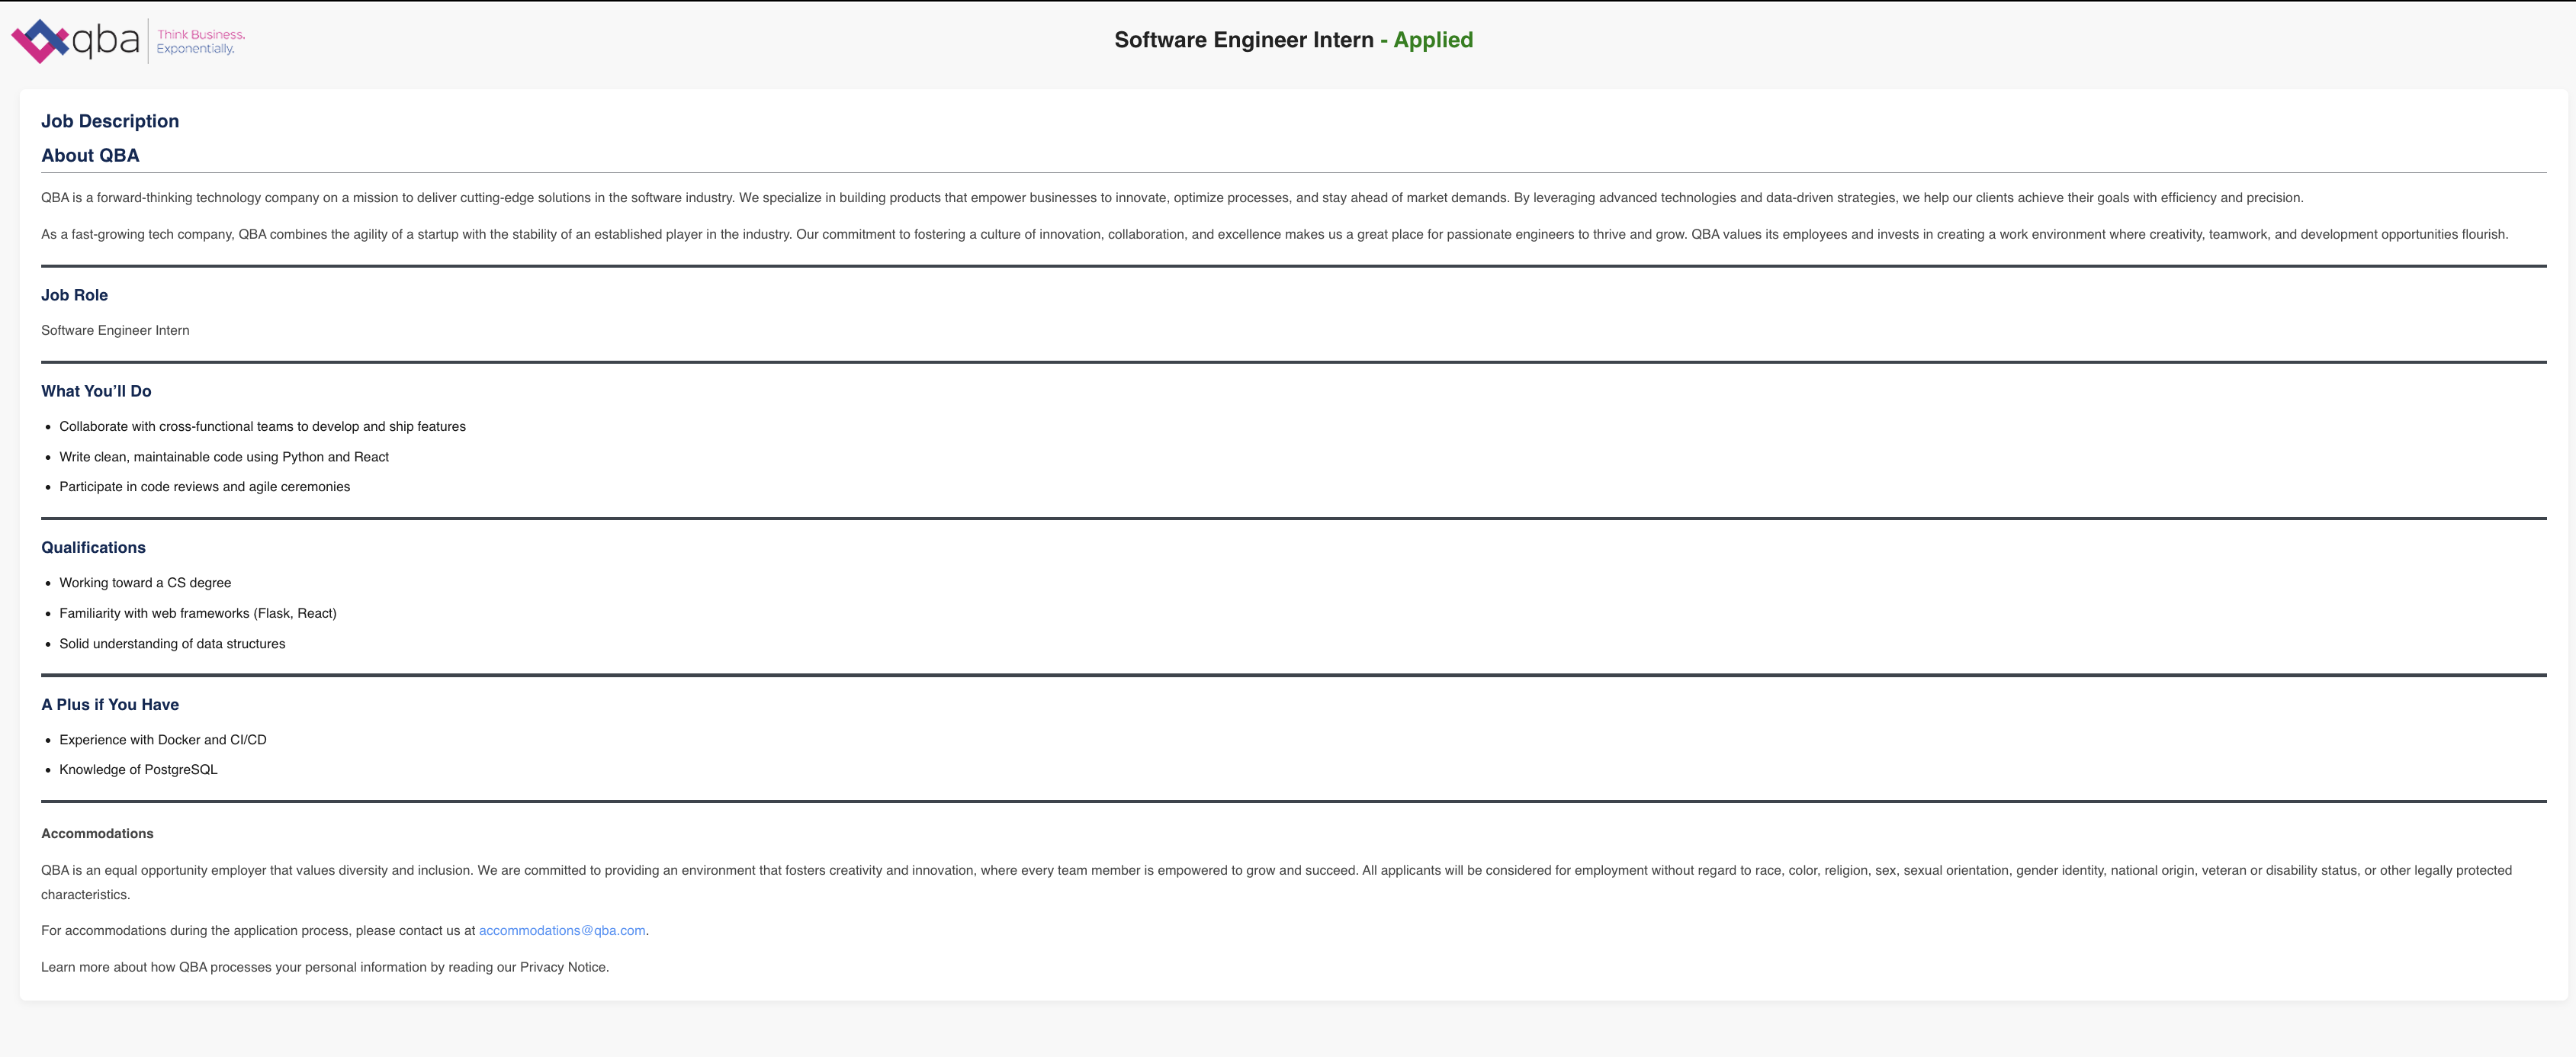 qba
Think Business.
Exponentially.
Software Engineer Intern - Applied
Job Description
About QBA
QBA is a forward-thinking technology company on a mission to deliver cutting-edge solutions in the software industry. We specialize in building products that empower businesses to innovate, optimize processes, and stay ahead of market demands. By leveraging advanced technologies and data-driven strategies, we help our clients achieve their goals with efficiency and precision.
As a fast-growing tech company, QBA combines the agility of a startup with the stability of an established player in the industry. Our commitment to fostering a culture of innovation, collaboration, and excellence makes us a great place for passionate engineers to thrive and grow. QBA values its employees and invests in creating a work environment where creativity, teamwork, and development opportunities flourish.
Job Role
Software Engineer Intern
What You’ll Do
• Collaborate with cross-functional teams to develop and ship features
• Write clean, maintainable code using Python and React
• Participate in code reviews and agile ceremonies
Qualifications
• Working toward a CS degree
• Familiarity with web frameworks (Flask, React)
• Solid understanding of data structures
A Plus if You Have
• Experience with Docker and CI/CD
• Knowledge of PostgreSQL
Accommodations
QBA is an equal opportunity employer that values diversity and inclusion. We are committed to providing an environment that fosters creativity and innovation, where every team member is empowered to grow and succeed. All applicants will be considered for employment without regard to race, color, religion, sex, sexual orientation, gender identity, national origin, veteran or disability status, or other legally protected
characteristics.
For accommodations during the application process, please contact us at accommodations@qba.com.
Learn more about how QBA processes your personal information by reading our Privacy Notice.